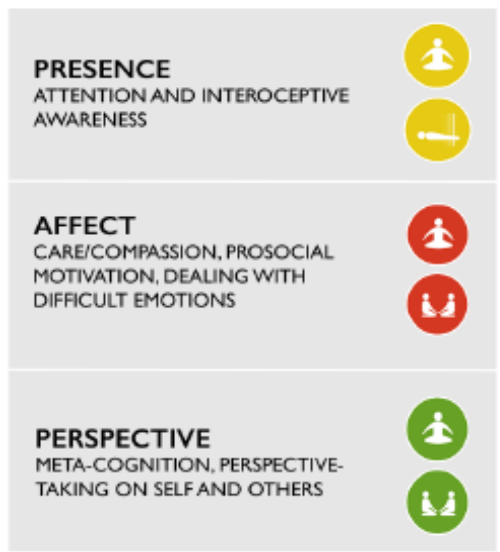 PRESENCE
ATTENTION AND INTEROCEPTIVE
AWARENESS
AFFECT
CARE/COMPASSION, PROSOCIAL
MOTIVATION, DEALING WITH
DIFFICULT EMOTIONS
PERSPECTIVE
META-COGNITION, PERSPECTIVE-
TAKING ON SELF AND OTHERS